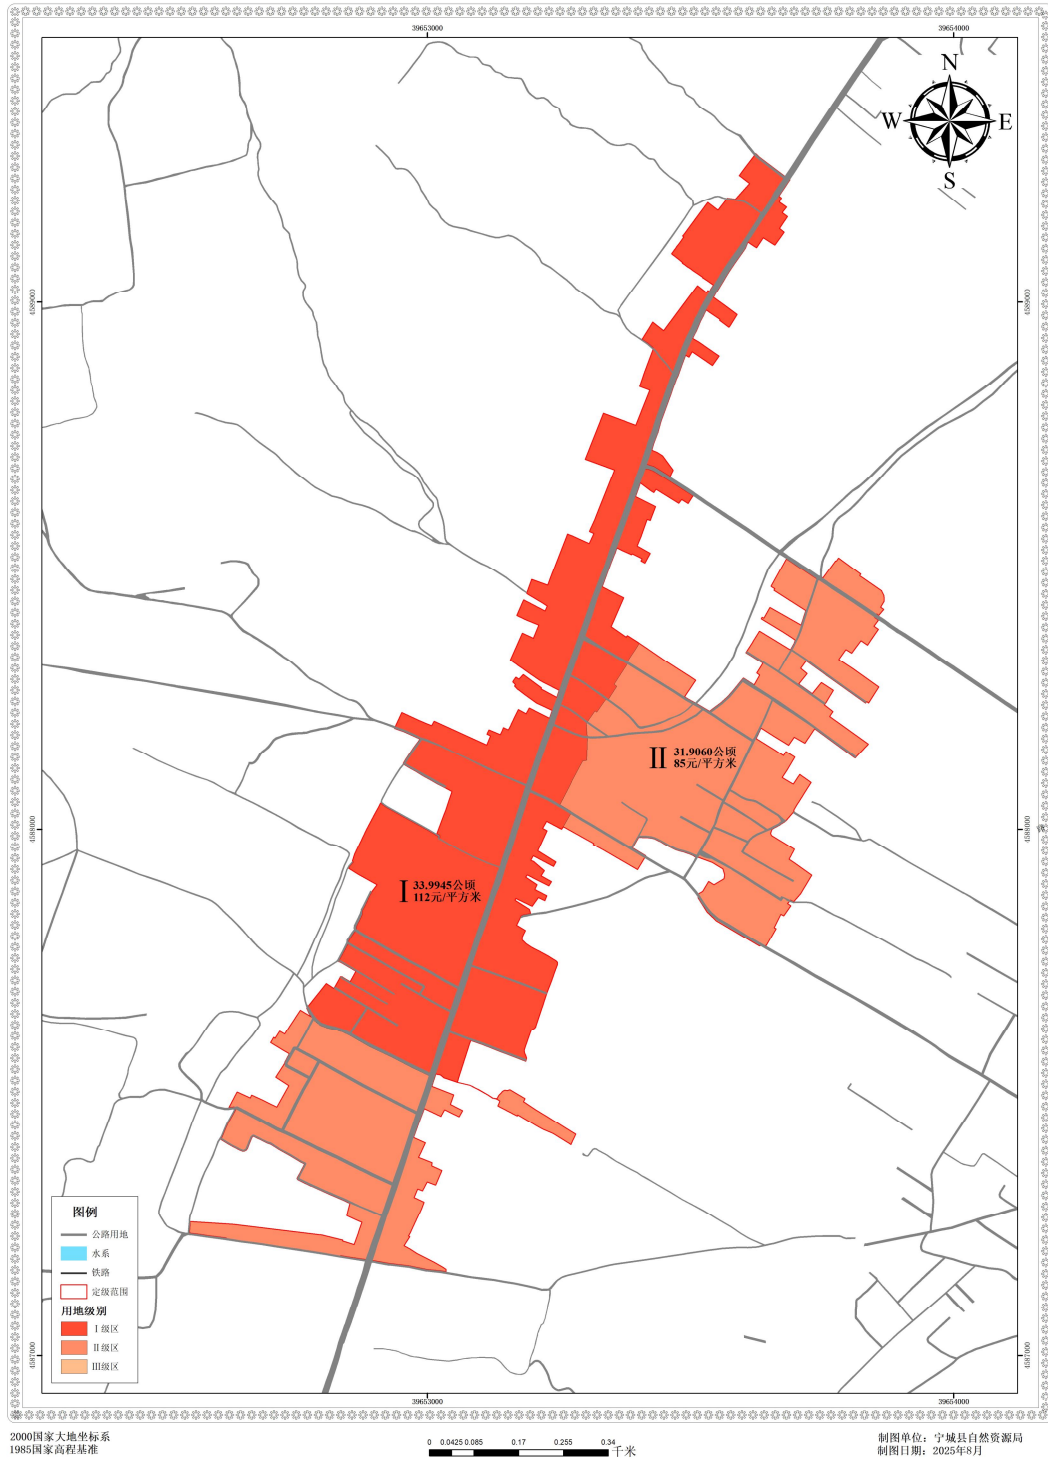 39653000
39654000
N
W
E
S
4589000
4589000
II 31.9060公顷
85元/平方米
4588000
4588000
I 33.9945公顷
112元/平方米
图例
公路用地
水系
铁路
定级范围
用地级别
I级区
II级区
III级区
4587000
4587000
39653000
39654000
2000国家大地坐标系
1985国家高程基准
0 0.0425 0.085 0.17 0.255 0.34
千米
制图单位：宁城县自然资源局
制图日期：2025年8月